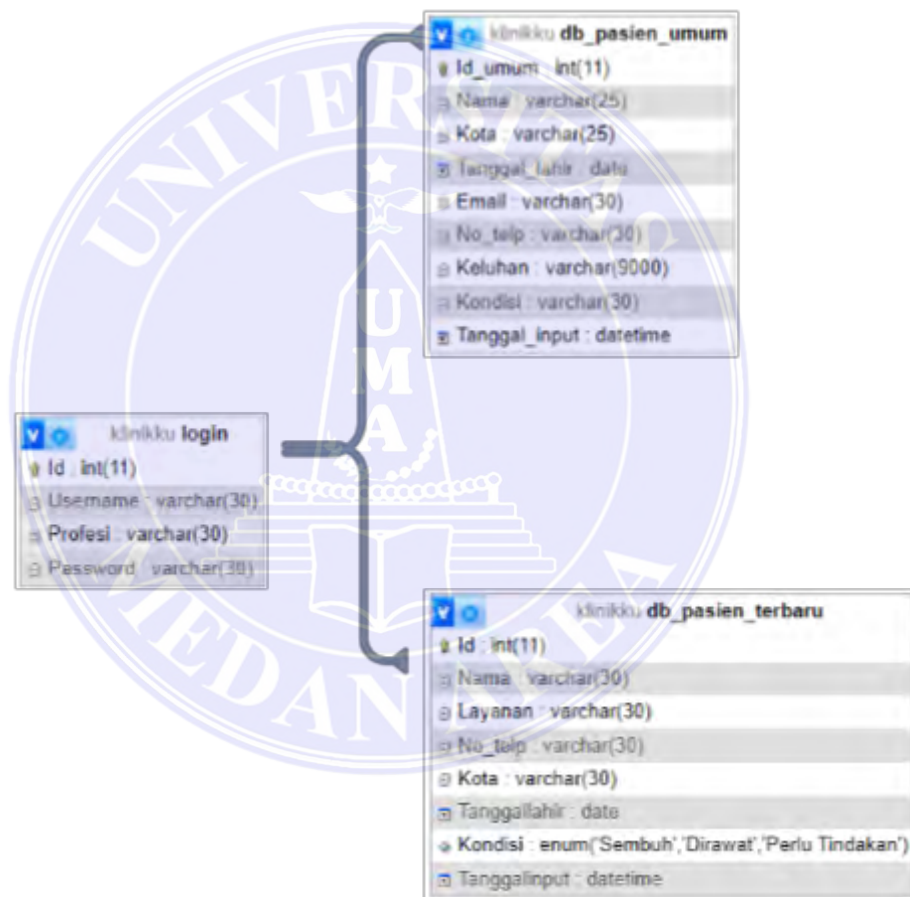 klinikku db_pasien_umum
Id_umum : int(11)
Nama : varchar(25)
Kota : varchar(25)
Tanggal_lahir : date
Email : varchar(30)
No_telp : varchar(30)
Keluhan : varchar(9000)
Kondisi : varchar(30)
Tanggal_input : datetime
klinikku login
Id : int(11)
Username : varchar(30)
Profesi : varchar(30)
Password : varchar(30)
klinikku db_pasien_terbaru
Id : int(11)
Nama : varchar(30)
Layanan : varchar(30)
No_telp : varchar(30)
Kota : varchar(30)
Tanggallahir : date
Kondisi : enum('Sembuh','Dirawat','Perlu Tindakan')
Tanggalinput : datetime
UNIVERSITAS
MEDAN AREA
U
M
A